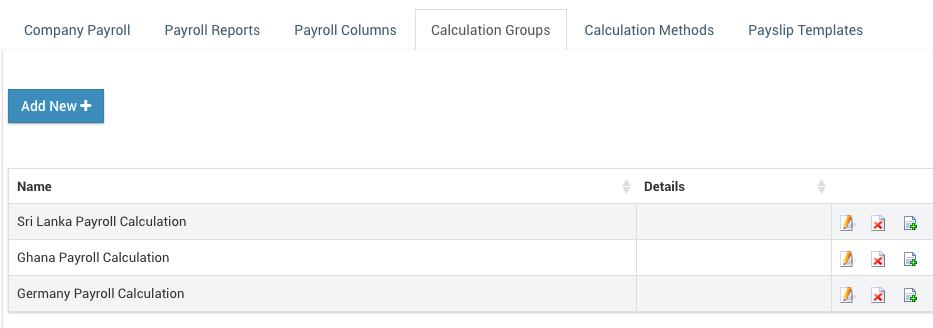 Company Payroll Payroll Reports Payroll Columns Calculation Groups Calculation Methods Payslip Templates
Add New
Name Details
Sri Lanka Payroll Calculation
Ghana Payroll Calculation
Germany Payroll Calculation